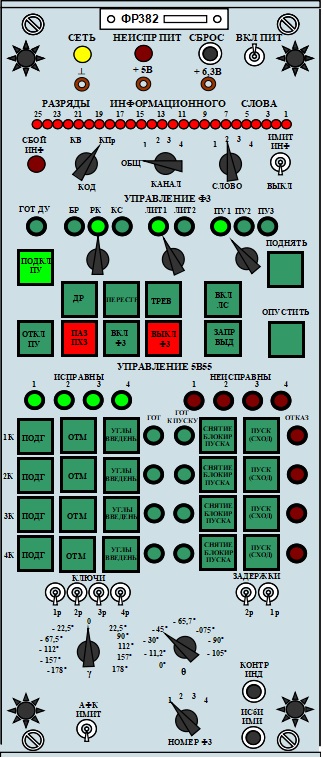 ФР382
СЕТЬ НЕИСПР ПИТ СБРОС ВКЛ ПИТ
⊥ + 5В + 6,3В
РАЗРЯДЫ ИНФОРМАЦИОННОГО СЛОВА
25 23 21 19 17 15 13 11 9 7 5 3 1
СБОЙ ИНФ КВ КПр ОБЩ 1 2 3 4 1 2 3 4 ИМИТ ИНФ
КОД КАНАЛ СЛОВО ВЫКЛ
УПРАВЛЕНИЕ Ф3
ГОТ ДУ БР РК КС ЛИТ1 ЛИТ2 ПУ1 ПУ2 ПУ3
ПОДКЛ ПУ ПОДНЯТЬ
ДР ПЕРЕСТР ТРЕВ ВКЛ ЛС
ОПУСТИТЬ
ОТКЛ ПУ ПАЗ ПХЗ ВКЛ Ф3 ВЫКЛ Ф3 ЗАПР ВЫД
УПРАВЛЕНИЕ 5В55
ИСПРАВНЫ НЕИСПРАВНЫ
1 2 3 4 1 2 3 4
ГОТ ГОТ К ПУСКУ ОТКАЗ
1К ПОДГ ОТМ УГЛЫ ВВЕДЕНЫ СНЯТИЕ БЛОКИР ПУСКА ПУСК (СХОД)
2К ПОДГ ОТМ УГЛЫ ВВЕДЕНЫ СНЯТИЕ БЛОКИР ПУСКА ПУСК (СХОД)
3К ПОДГ ОТМ УГЛЫ ВВЕДЕНЫ СНЯТИЕ БЛОКИР ПУСКА ПУСК (СХОД)
4К ПОДГ ОТМ УГЛЫ ВВЕДЕНЫ СНЯТИЕ БЛОКИР ПУСКА ПУСК (СХОД)
КЛЮЧИ ЗАДЕРЖКИ
1р 2р 3р 4р 2р 1р
0 - 65,7°
- 22,5° 22,5° -45° -075°
- 67,5° 90° - 30° - 90°
- 112° 112° - 11,2° - 105°
- 157° 157° 0°
- 178° 178°
γ θ
КОНТР ИНД
АФК ИМИТ 1 2 3 4
ИСбИ ИМИ
НОМЕР Ф3